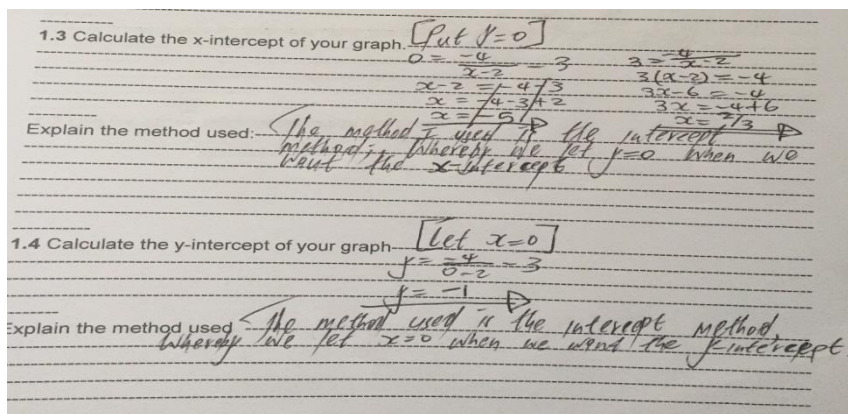 1.3 Calculate the x-intercept of your graph. [Put y=0]
0 = -4/(x-2) - 3
x-2 = -4/3
x = -4-3+2
x = -5
3 = -4/(x-2)
3(x-2) = -4
3x-6 = -4
3x = -4+6
x = 2/3
Explain the method used: The method I used is the intercept
method; Whereby we let y=0 when we
want the x-intercept
1.4 Calculate the y-intercept of your graph [Let x=0]
y = -4/(0-2) - 3
y = -1
Explain the method used The method used is the intercept method,
Whereby we let x=0 when we want the y-intercept